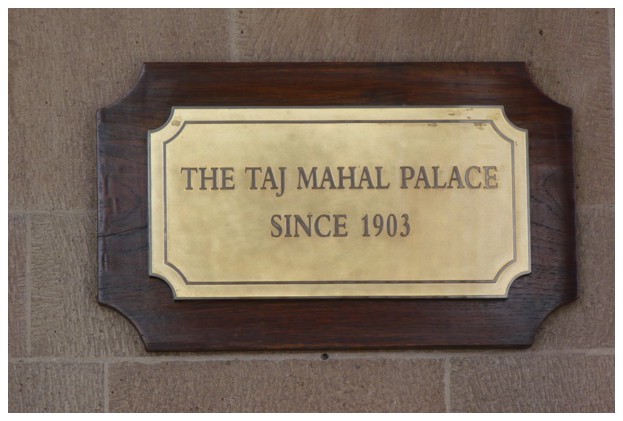 THE TAJ MAHAL PALACE
SINCE 1903